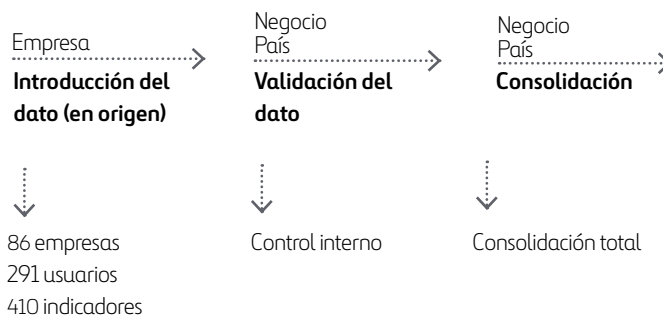 Empresa
Introducción del
dato (en origen)
86 empresas
291 usuarios
410 indicadores
Negocio
País
Validación del
dato
Control interno
Negocio
País
Consolidación
Consolidación total